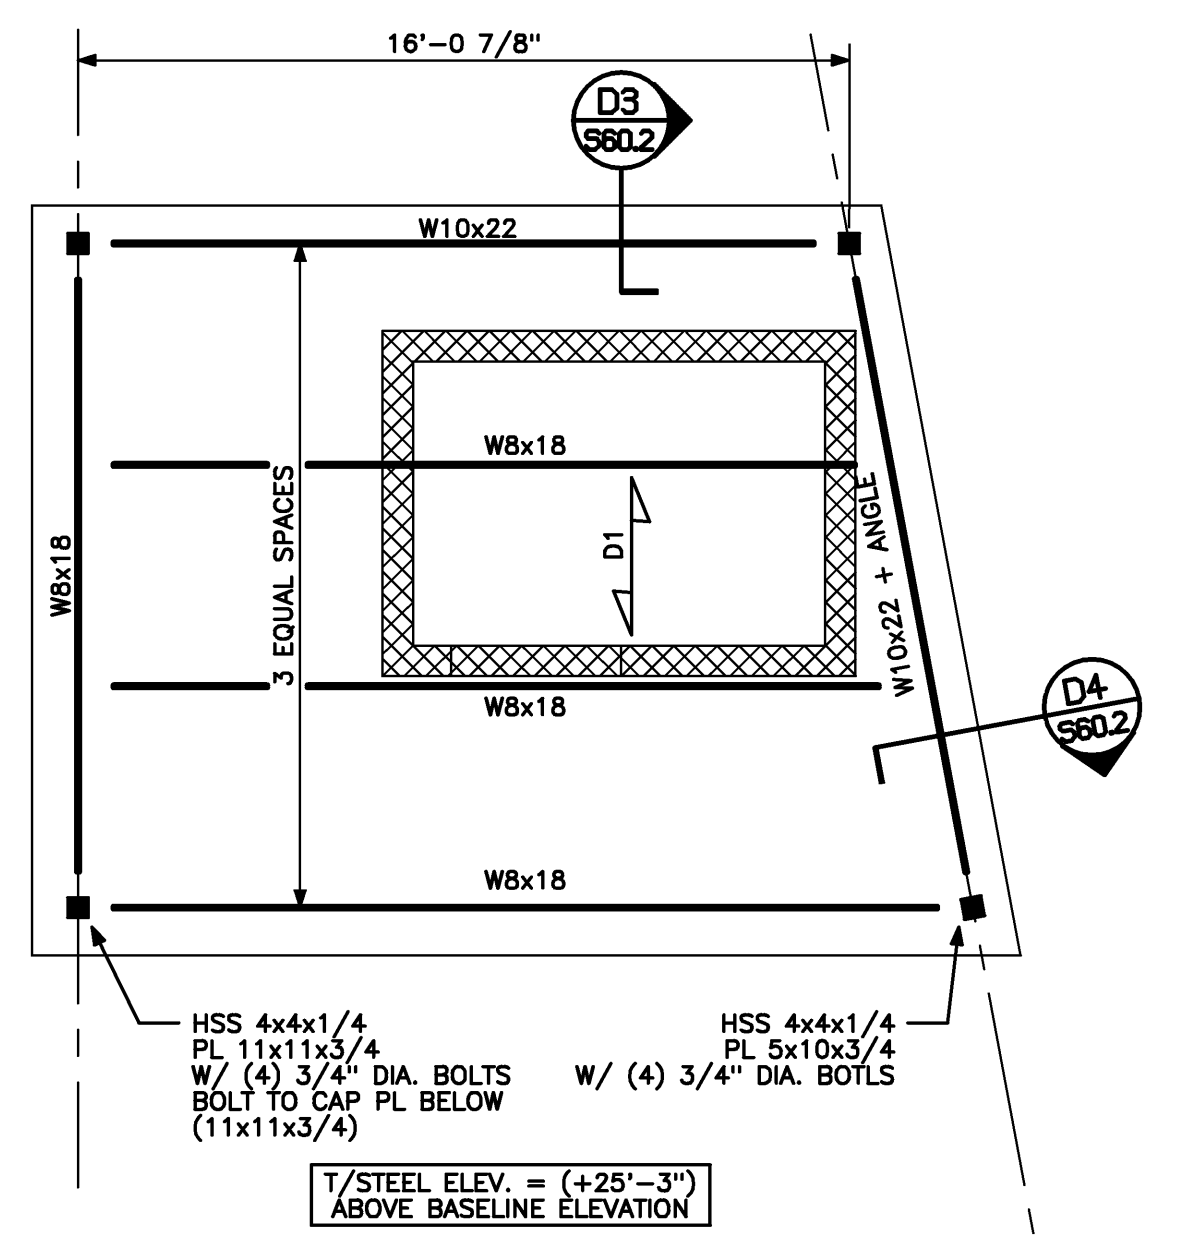 16'-0 7/8"
D3
S60.2
W10x22
W8x18
3 EQUAL SPACES
W8x18
D1
W10x22 + ANGLE
W8x18
D4
S60.2
W8x18
HSS 4x4x1/4
PL 11x11x3/4
W/ (4) 3/4" DIA. BOLTS
BOLT TO CAP PL BELOW
(11x11x3/4)
HSS 4x4x1/4
PL 5x10x3/4
W/ (4) 3/4" DIA. BOTLS
T/STEEL ELEV. = (+25'-3")
ABOVE BASELINE ELEVATION